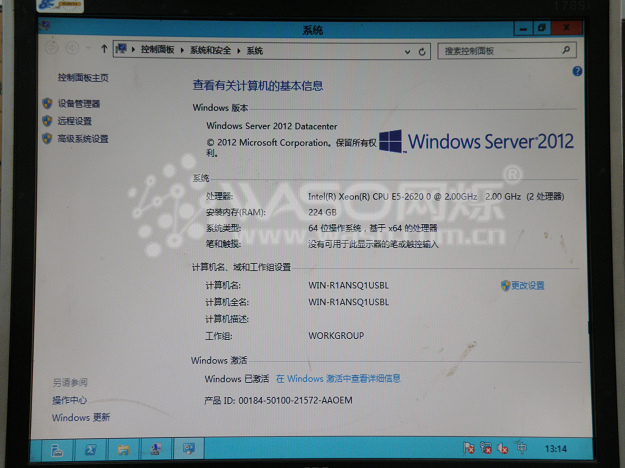 178S
系统
控制面板 ▸ 系统和安全 ▸ 系统
搜索控制面板
控制面板主页
设备管理器
远程设置
高级系统设置
查看有关计算机的基本信息
Windows 版本
Windows Server 2012 Datacenter
© 2012 Microsoft Corporation。保留所有权
利。
Windows Server 2012
系统
处理器: Intel(R) Xeon(R) CPU E5-2620 0 @ 2.00GHz 2.00 GHz (2 处理器)
安装内存(RAM): 224 GB
系统类型: 64 位操作系统，基于 x64 的处理器
笔和触摸: 没有可用于此显示器的笔或触控输入
VASO网烁®
www.vaso.com.cn
计算机名、域和工作组设置
计算机名: WIN-R1ANSQ1USBL
更改设置
计算机全名: WIN-R1ANSQ1USBL
计算机描述:
工作组: WORKGROUP
Windows 激活
Windows 已激活 在 Windows 激活中查看详细信息
产品 ID: 00184-50100-21572-AAOEM
另请参阅
操作中心
Windows 更新
13:14